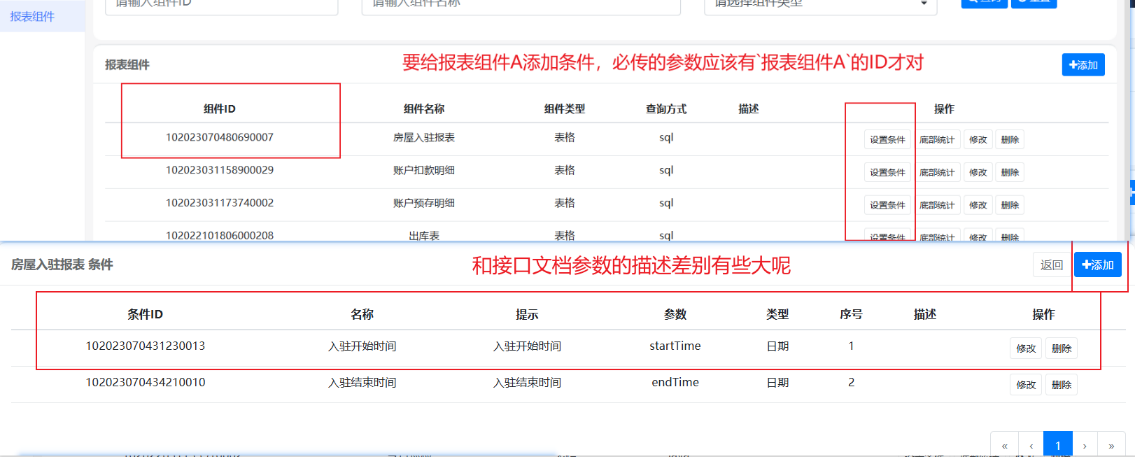 报表组件
请输入组件ID
请输入组件名称
请选择组件类型
查询
重置
报表组件
要给报表组件A添加条件，必传的参数应该有`报表组件A`的ID才对
添加
组件ID 组件名称 组件类型 查询方式 描述 操作
102023070480690007 房屋入驻报表 表格 sql 设置条件 底部统计 修改 删除
102023031158900029 账户扣款明细 表格 sql 设置条件 底部统计 修改 删除
102023031173740002 账户预存明细 表格 sql 设置条件 底部统计 修改 删除
102022101806000208 出库表 表格 sql 设置条件 底部统计 修改 删除
房屋入驻报表 条件
和接口文档参数的描述差别有些大呢
返回
添加
条件ID 名称 提示 参数 类型 序号 描述 操作
102023070431230013 入驻开始时间 入驻开始时间 startTime 日期 1 修改 删除
102023070434210010 入驻结束时间 入驻结束时间 endTime 日期 2 修改 删除
« ‹ 1 › »